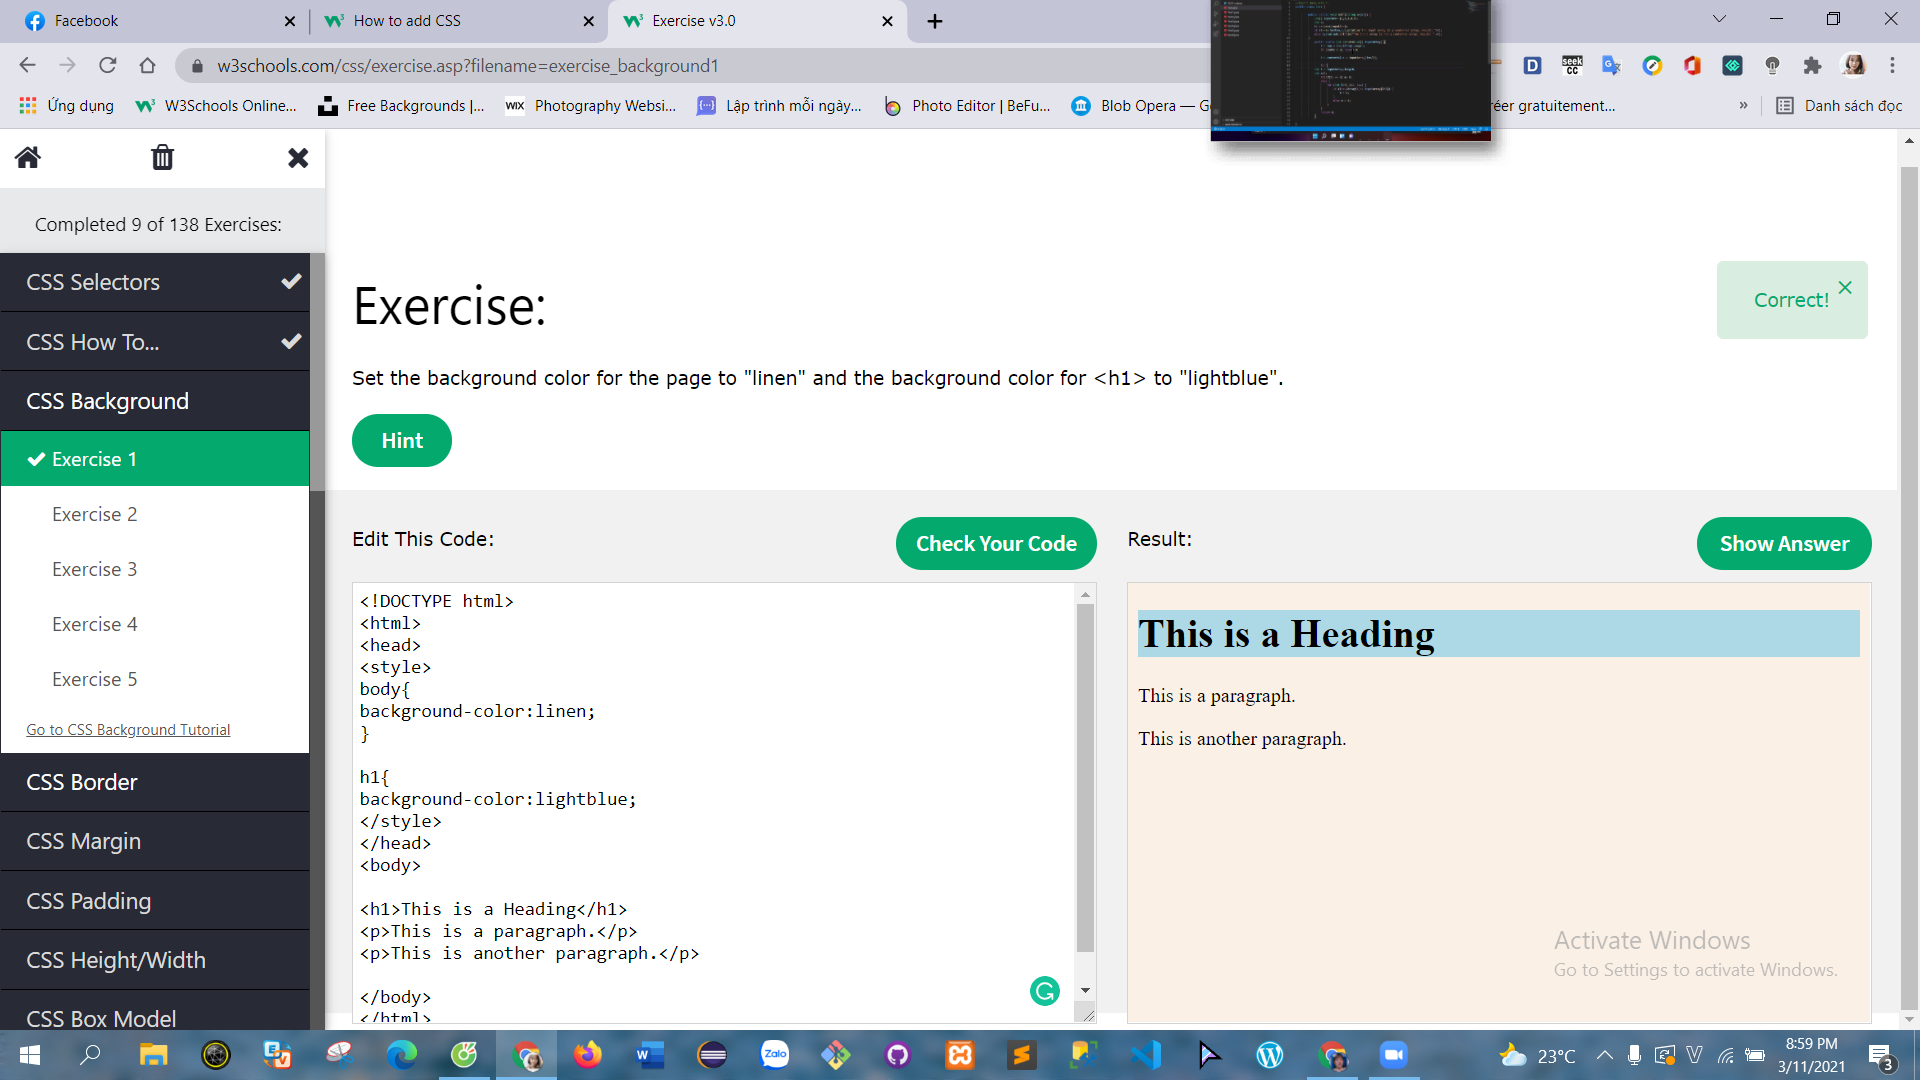 Facebook
How to add CSS
Exercise v3.0
w3schools.com/css/exercise.asp?filename=exercise_background1
Ứng dụng
W3Schools Online...
Free Backgrounds |...
WIX
Photography Websi...
Lập trình mỗi ngày...
Photo Editor | BeFu...
Blob Opera — G
réer gratuitement...
»
Danh sách đọc
D
seek
CC
Completed 9 of 138 Exercises:
CSS Selectors
CSS How To...
CSS Background
Exercise 1
Exercise 2
Exercise 3
Exercise 4
Exercise 5
Go to CSS Background Tutorial
CSS Border
CSS Margin
CSS Padding
CSS Height/Width
CSS Box Model
Exercise:
Correct!
Set the background color for the page to "linen" and the background color for <h1> to "lightblue".
Hint
Edit This Code:
Check Your Code
Result:
Show Answer
<!DOCTYPE html>
<html>
<head>
<style>
body{
background-color:linen;
}
h1{
background-color:lightblue;
</style>
</head>
<body>
<h1>This is a Heading</h1>
<p>This is a paragraph.</p>
<p>This is another paragraph.</p>
</body>
</html>
This is a Heading
This is a paragraph.
This is another paragraph.
Activate Windows
Go to Settings to activate Windows.
Zalo
23°C
8:59 PM
3/11/2021
3